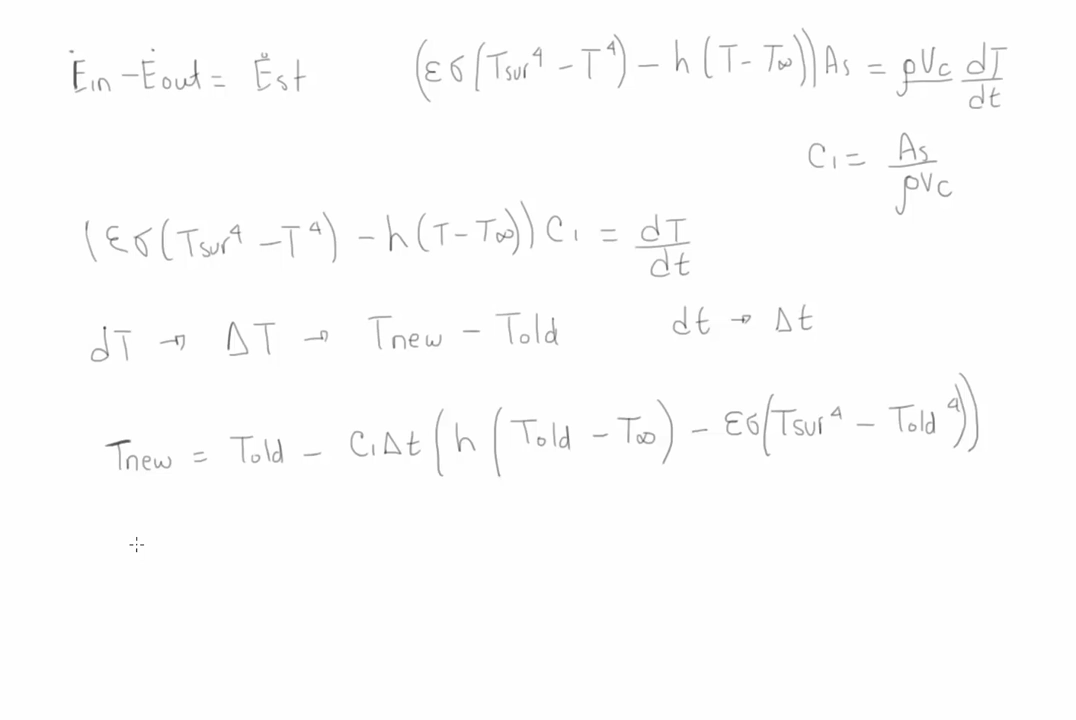 Ėin - Ėout = Ėst (εσ(Tsur⁴ - T⁴) - h(T - T∞))As = ρVc dT/dt
C₁ = As/ρVc
(εσ(Tsur⁴ - T⁴) - h(T - T∞))C₁ = dT/dt
dT → ΔT → Tnew - Told dt → Δt
Tnew = Told - C₁Δt(h(Told - T∞) - εσ(Tsur⁴ - Told⁴))